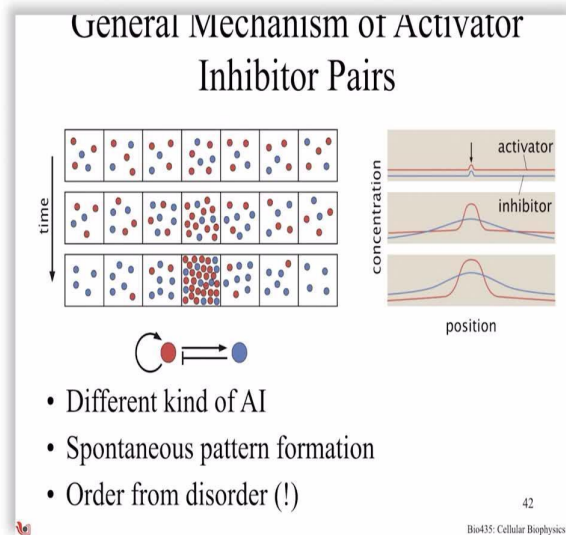 General Mechanism of Activator
Inhibitor Pairs
time
concentration
activator
inhibitor
position
• Different kind of AI
• Spontaneous pattern formation
• Order from disorder (!)
42
Bio435: Cellular Biophysics